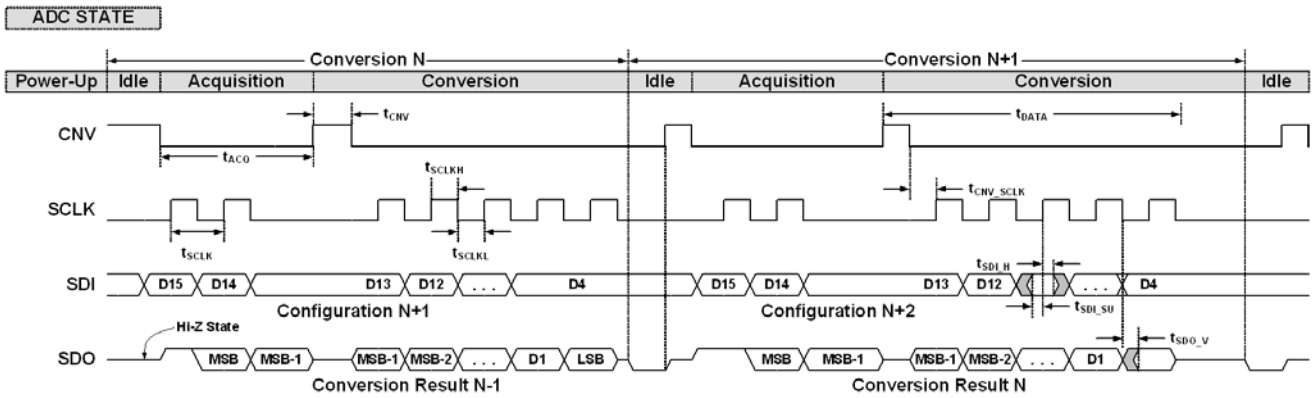 ADC STATE
Conversion N Conversion N+1
Power-Up Idle Acquisition Conversion Idle Acquisition Conversion Idle
CNV tCNV tDATA
tACQ
tSCLKH tCNV_SCLK
SCLK
tSCLK tSCLKL
tSDI_H
SDI D15 D14 D13 D12 . . . D4 D15 D14 D13 D12 . . . D4
Configuration N+1 Configuration N+2 tSDI_SU
Hi-Z State tSDO_V
SDO MSB MSB-1 MSB-1 MSB-2 . . . D1 LSB MSB MSB-1 MSB-1 MSB-2 . . . D1
Conversion Result N-1 Conversion Result N